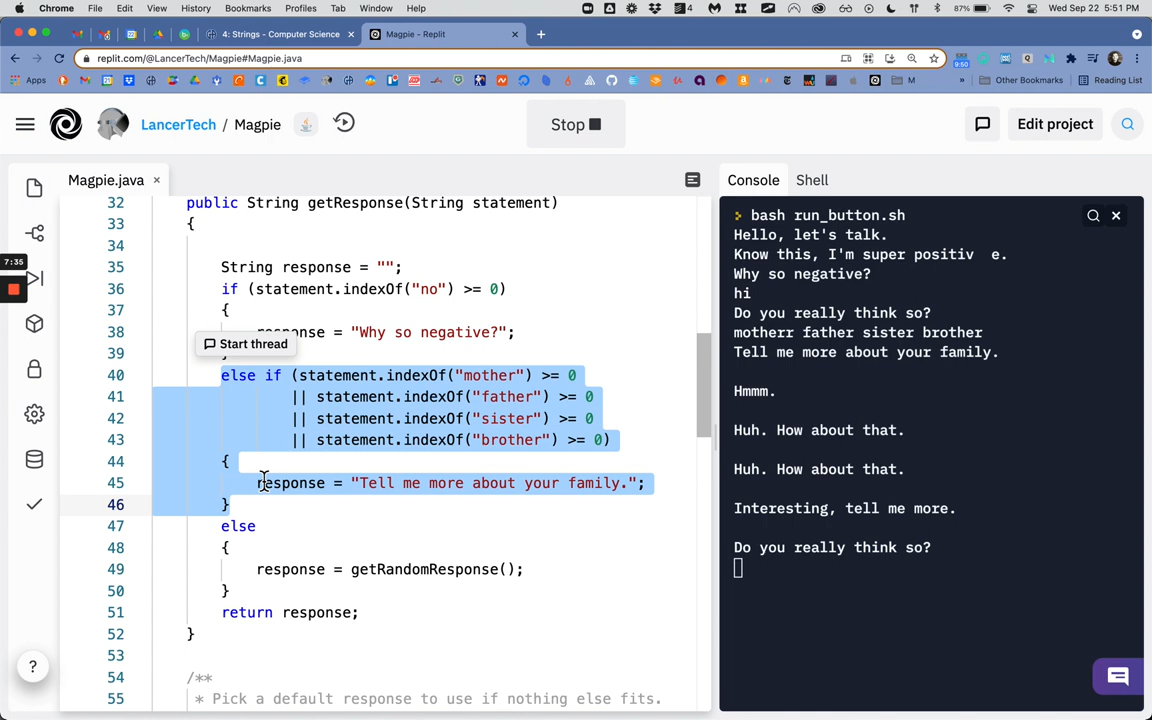 Chrome File Edit View History Bookmarks Profiles Tab Window Help 4 87% Wed Sep 22 5:51 PM
4: Strings - Computer Science × Magpie - Replit × +
replit.com/@LancerTech/Magpie#Magpie.java
Apps M » Other Bookmarks Reading List
9:60
LancerTech / Magpie Stop Edit project
Magpie.java × Console Shell
7:35
32 public String getResponse(String statement)
33 {
34
35 String response = "";
36 if (statement.indexOf("no") >= 0)
37 {
38 response = "Why so negative?";
Start thread
39 }
40 else if (statement.indexOf("mother") >= 0
41 || statement.indexOf("father") >= 0
42 || statement.indexOf("sister") >= 0
43 || statement.indexOf("brother") >= 0)
44 {
45 response = "Tell me more about your family.";
46 }
47 else
48 {
49 response = getRandomResponse();
50 }
51 return response;
52 }
53
54 /**
55 * Pick a default response to use if nothing else fits.
?
> bash run_button.sh
Hello, let's talk.
Know this, I'm super positiv e.
Why so negative?
hi
Do you really think so?
motherr father sister brother
Tell me more about your family.
Hmmm.
Huh. How about that.
Huh. How about that.
Interesting, tell me more.
Do you really think so?